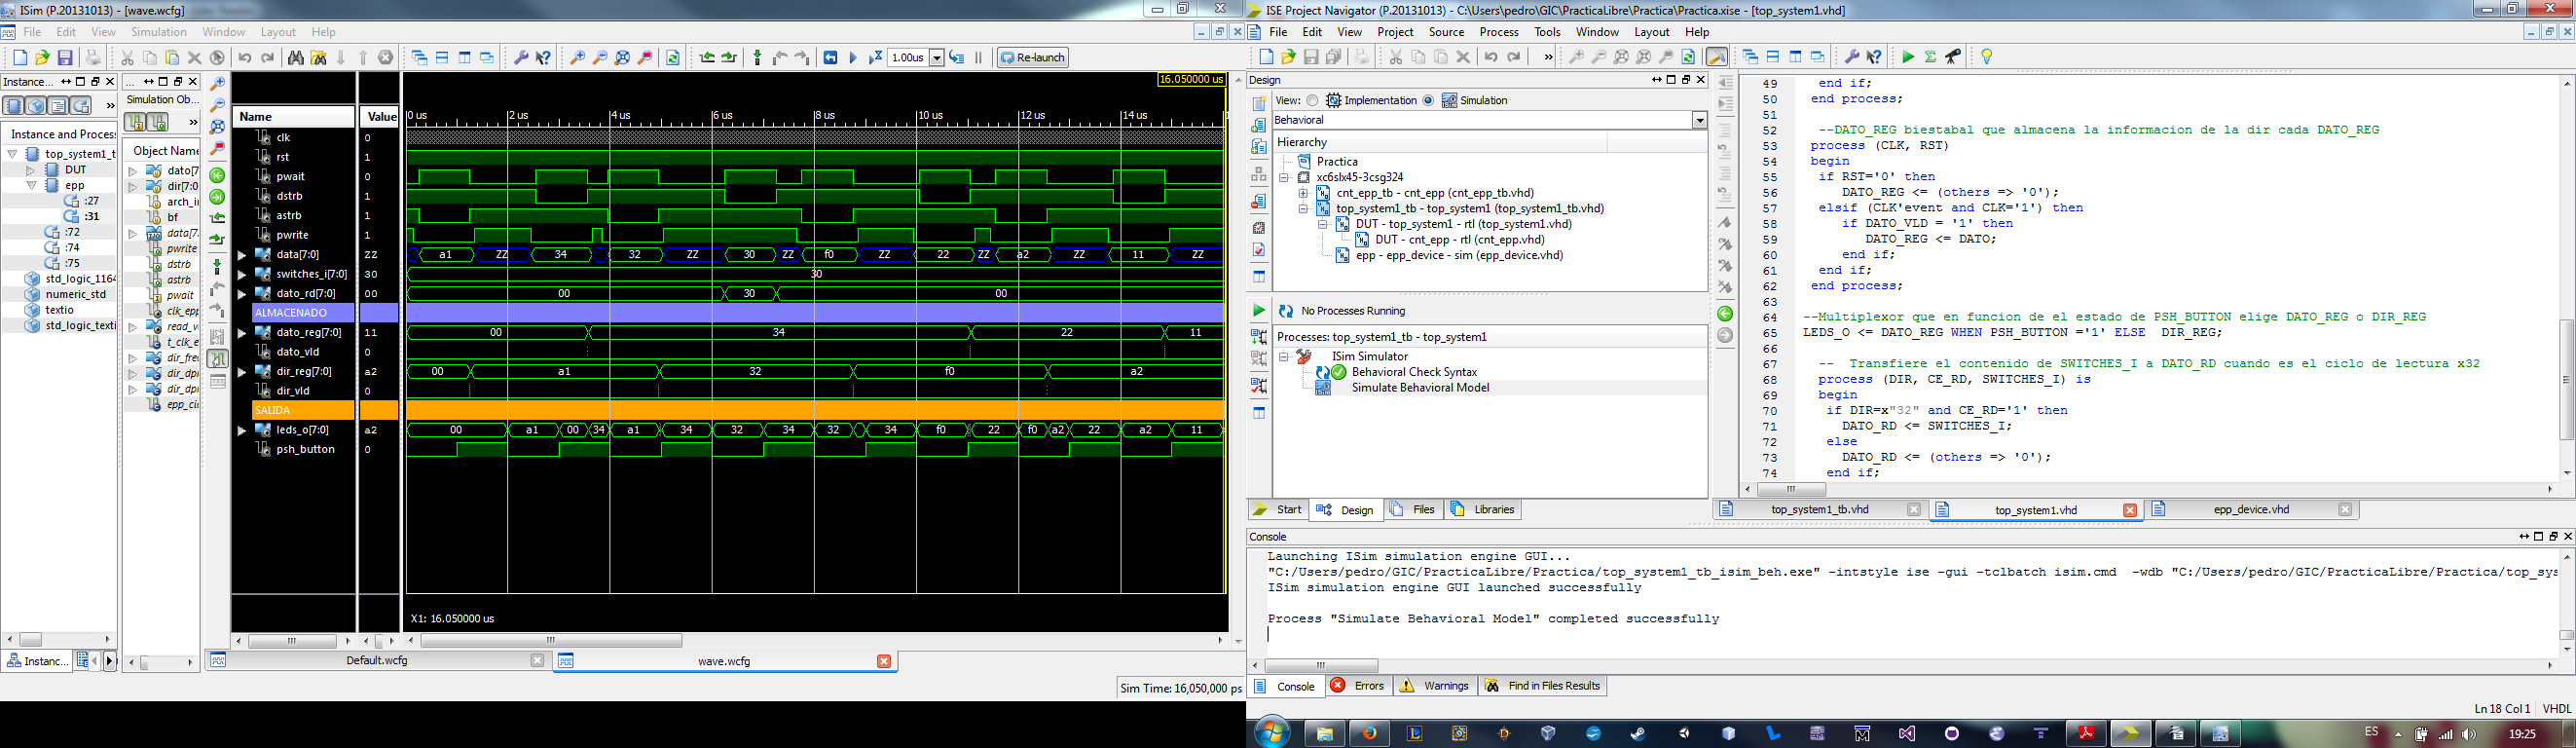 ISim (P.20131013) - [wave.wcfg]
File Edit View Simulation Window Layout Help
1.00us
Re-launch
Instance...
Simulation Ob...
Instance and Process
top_system1_t
DUT
epp
:27
:31
:72
:74
:75
std_logic_1164
numeric_std
textio
std_logic_texti
Object Name
dato[7
dir[7:0
arch_in
bf
data[7.
pwrite
dstrb
astrb
pwait
clk_epp
read_v
t_clk_e
dir_fred
dir_dpr
dir_dpr
epp_cic
Name Value
16.050000 us
0 us 2 us 4 us 6 us 8 us 10 us 12 us 14 us
clk 0
rst 1
pwait 0
dstrb 1
astrb 1
pwrite 1
data[7:0] ZZ a1 ZZ 34 32 ZZ 30 ZZ f0 ZZ 22 ZZ a2 ZZ 11 ZZ
switches_i[7:0] 30 30
dato_rd[7:0] 00 00 30 00
ALMACENADO
dato_reg[7:0] 11 00 34 22 11
dato_vld 0
dir_reg[7:0] a2 00 a1 32 f0 a2
dir_vld 0
SALIDA
leds_o[7:0] a2 00 a1 00 34 a1 34 32 34 32 34 f0 22 f0 a2 22 a2 11
psh_button 0
X1: 16.050000 us
Instanc...
Default.wcfg
wave.wcfg
Sim Time: 16,050,000 ps
ISE Project Navigator (P.20131013) - C:\Users\pedro\GIC\PracticaLibre\Practica\Practica.xise - [top_system1.vhd]
File Edit View Project Source Process Tools Window Layout Help
Design
View: Implementation Simulation
Behavioral
Hierarchy
Practica
xc6slx45-3csg324
cnt_epp_tb - cnt_epp (cnt_epp_tb.vhd)
top_system1_tb - top_system1 (top_system1_tb.vhd)
DUT - top_system1 - rtl (top_system1.vhd)
DUT - cnt_epp - rtl (cnt_epp.vhd)
epp - epp_device - sim (epp_device.vhd)
No Processes Running
Processes: top_system1_tb - top_system1
ISim Simulator
Behavioral Check Syntax
Simulate Behavioral Model
Start Design Files Libraries
49 end if;
50 end process;
51
52 --DATO_REG biestabal que almacena la informacion de la dir cada DATO_REG
53 process (CLK, RST)
54 begin
55 if RST='0' then
56 DATO_REG <= (others => '0');
57 elsif (CLK'event and CLK='1') then
58 if DATO_VLD = '1' then
59 DATO_REG <= DATO;
60 end if;
61 end if;
62 end process;
63
64 --Multiplexor que en funcion de el estado de PSH_BUTTON elige DATO_REG o DIR_REG
65 LEDS_O <= DATO_REG WHEN PSH_BUTTON ='1' ELSE DIR_REG;
66
67 -- Transfiere el contenido de SWITCHES_I a DATO_RD cuando es el ciclo de lectura x32
68 process (DIR, CE_RD, SWITCHES_I) is
69 begin
70 if DIR=x"32" and CE_RD='1' then
71 DATO_RD <= SWITCHES_I;
72 else
73 DATO_RD <= (others => '0');
74 end if;
top_system1_tb.vhd
top_system1.vhd
epp_device.vhd
Console
Launching ISim simulation engine GUI...
"C:/Users/pedro/GIC/PracticaLibre/Practica/top_system1_tb_isim_beh.exe" -intstyle ise -gui -tclbatch isim.cmd -wdb "C:/Users/pedro/GIC/PracticaLibre/Practica/top_sys
ISim simulation engine GUI launched successfully
Process "Simulate Behavioral Model" completed successfully
Console Errors Warnings Find in Files Results
Ln 18 Col 1 VHDL
ES 19:25